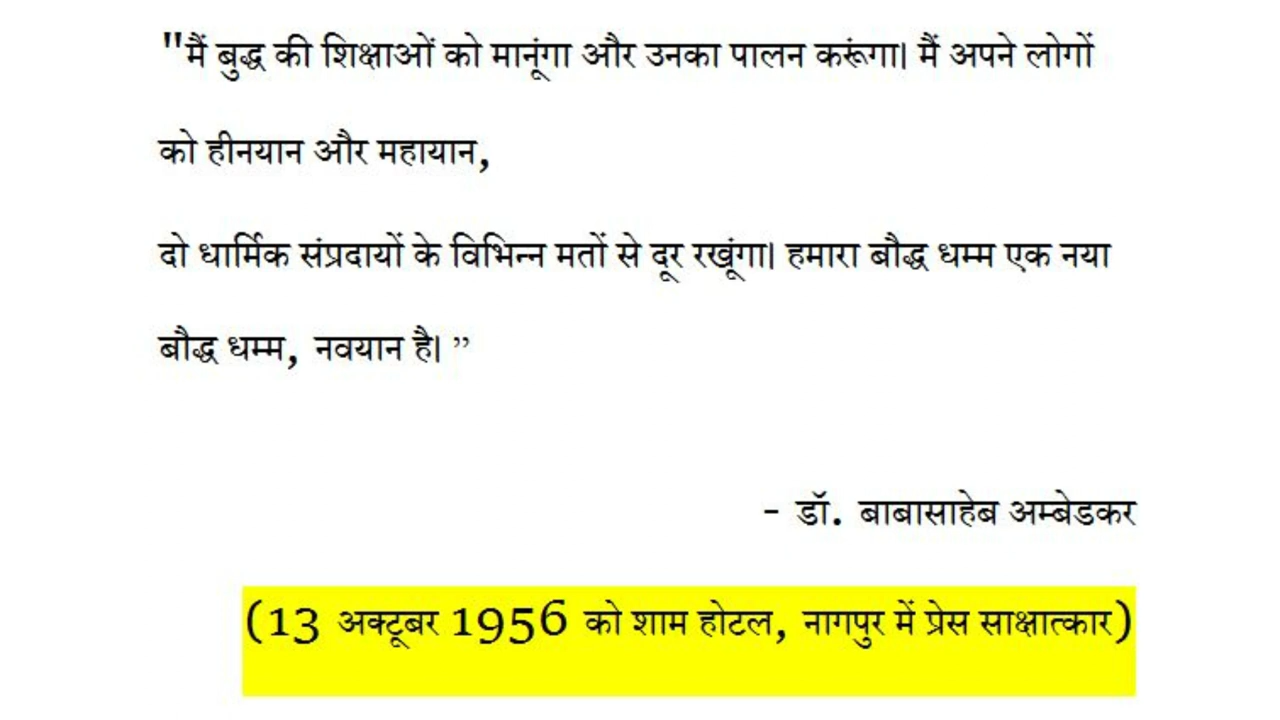 "मैं बुद्ध की शिक्षाओं को मानूंगा और उनका पालन करूंगा। मैं अपने लोगों
को हीनयान और महायान,
दो धार्मिक संप्रदायों के विभिन्न मतों से दूर रखूंगा। हमारा बौद्ध धम्म एक नया
बौद्ध धम्म, नवयान है। ”
- डॉ. बाबासाहेब अम्बेडकर
(13 अक्टूबर 1956 को शाम होटल, नागपुर में प्रेस साक्षात्कार)